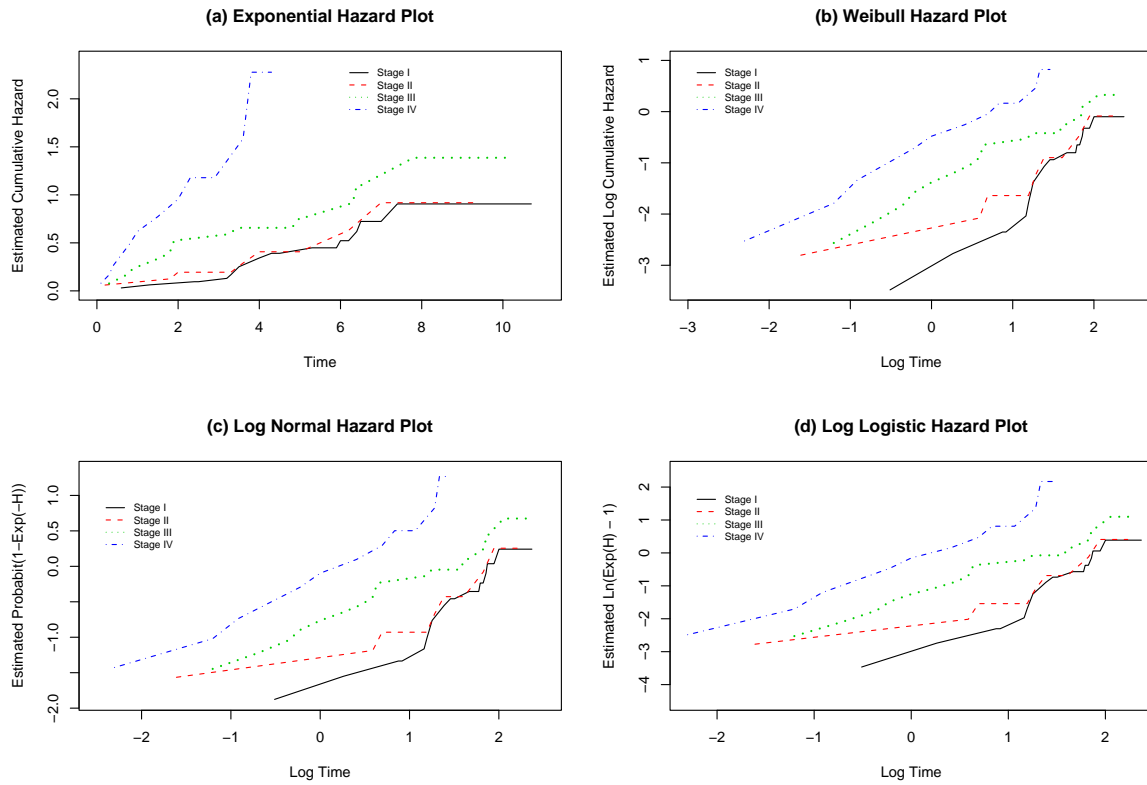 (a) Exponential Hazard Plot
Estimated Cumulative Hazard
0.0 0.5 1.0 1.5 2.0
Stage I
Stage II
Stage III
Stage IV
0 2 4 6 8 10
Time
(b) Weibull Hazard Plot
Estimated Log Cumulative Hazard
−3 −2 −1 0 1
Stage I
Stage II
Stage III
Stage IV
−3 −2 −1 0 1 2
Log Time
(c) Log Normal Hazard Plot
Estimated Probabit(1−Exp(−H))
−2.0 −1.0 0.0 0.5 1.0
Stage I
Stage II
Stage III
Stage IV
−2 −1 0 1 2
Log Time
(d) Log Logistic Hazard Plot
Estimated Ln(Exp(H) − 1)
−4 −3 −2 −1 0 1 2
Stage I
Stage II
Stage III
Stage IV
−2 −1 0 1 2
Log Time